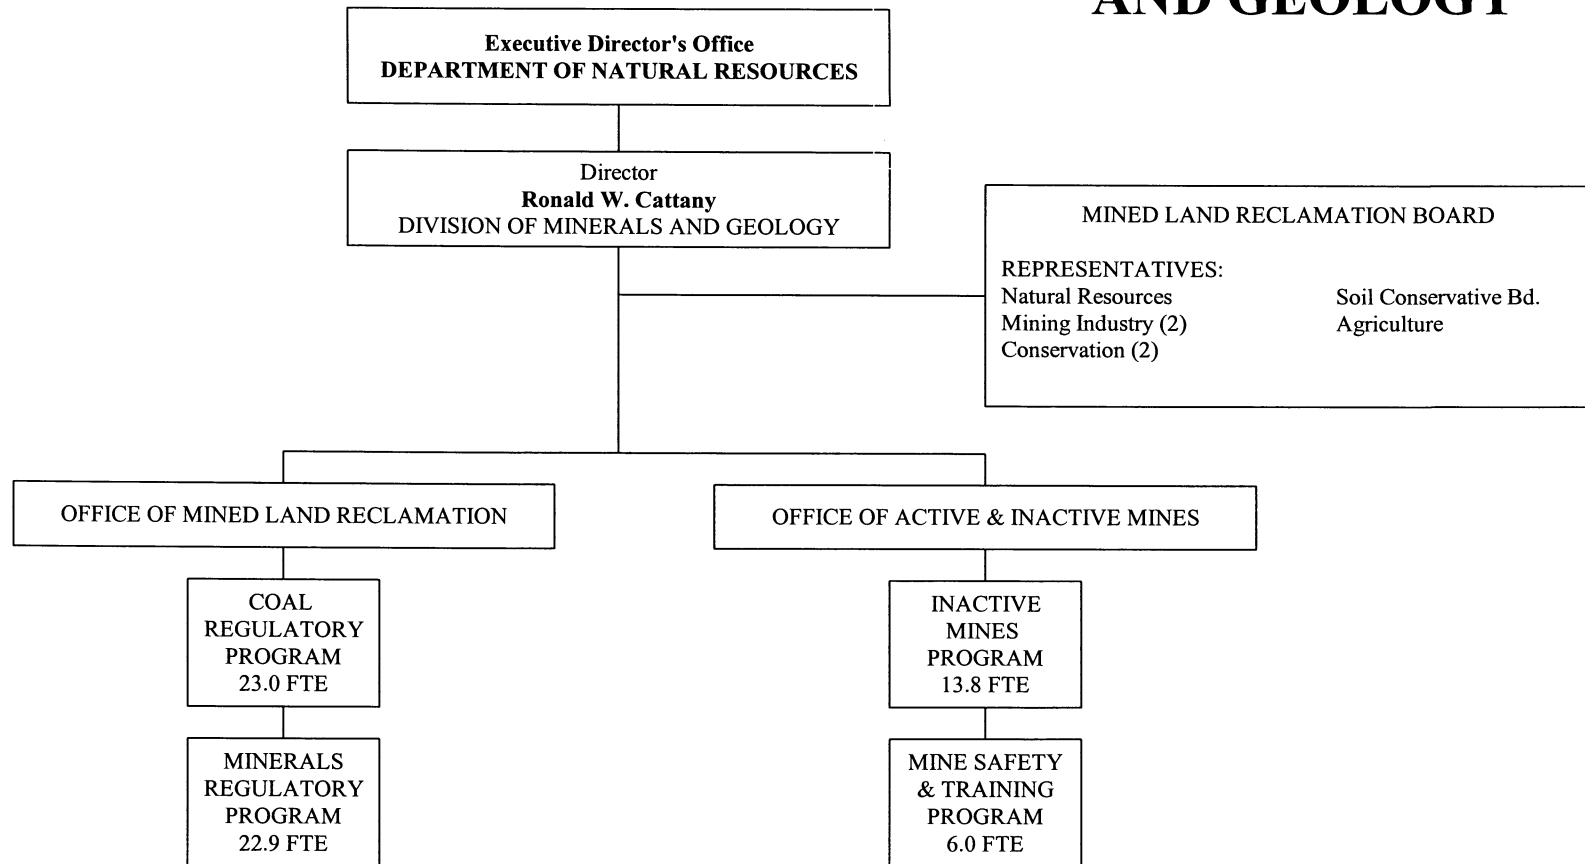 AND GEOLOGY
Executive Director's Office
DEPARTMENT OF NATURAL RESOURCES
Director
Ronald W. Cattany
DIVISION OF MINERALS AND GEOLOGY
MINED LAND RECLAMATION BOARD
REPRESENTATIVES:
Natural Resources Soil Conservative Bd.
Mining Industry (2) Agriculture
Conservation (2)
OFFICE OF MINED LAND RECLAMATION
OFFICE OF ACTIVE & INACTIVE MINES
COAL
REGULATORY
PROGRAM
23.0 FTE
INACTIVE
MINES
PROGRAM
13.8 FTE
MINERALS
REGULATORY
PROGRAM
22.9 FTE
MINE SAFETY
& TRAINING
PROGRAM
6.0 FTE